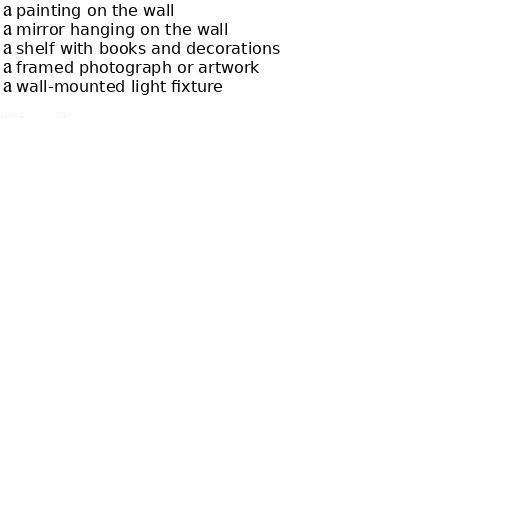 a painting on the wall
a mirror hanging on the wall
a shelf with books and decorations
a framed photograph or artwork
a wall-mounted light fixture